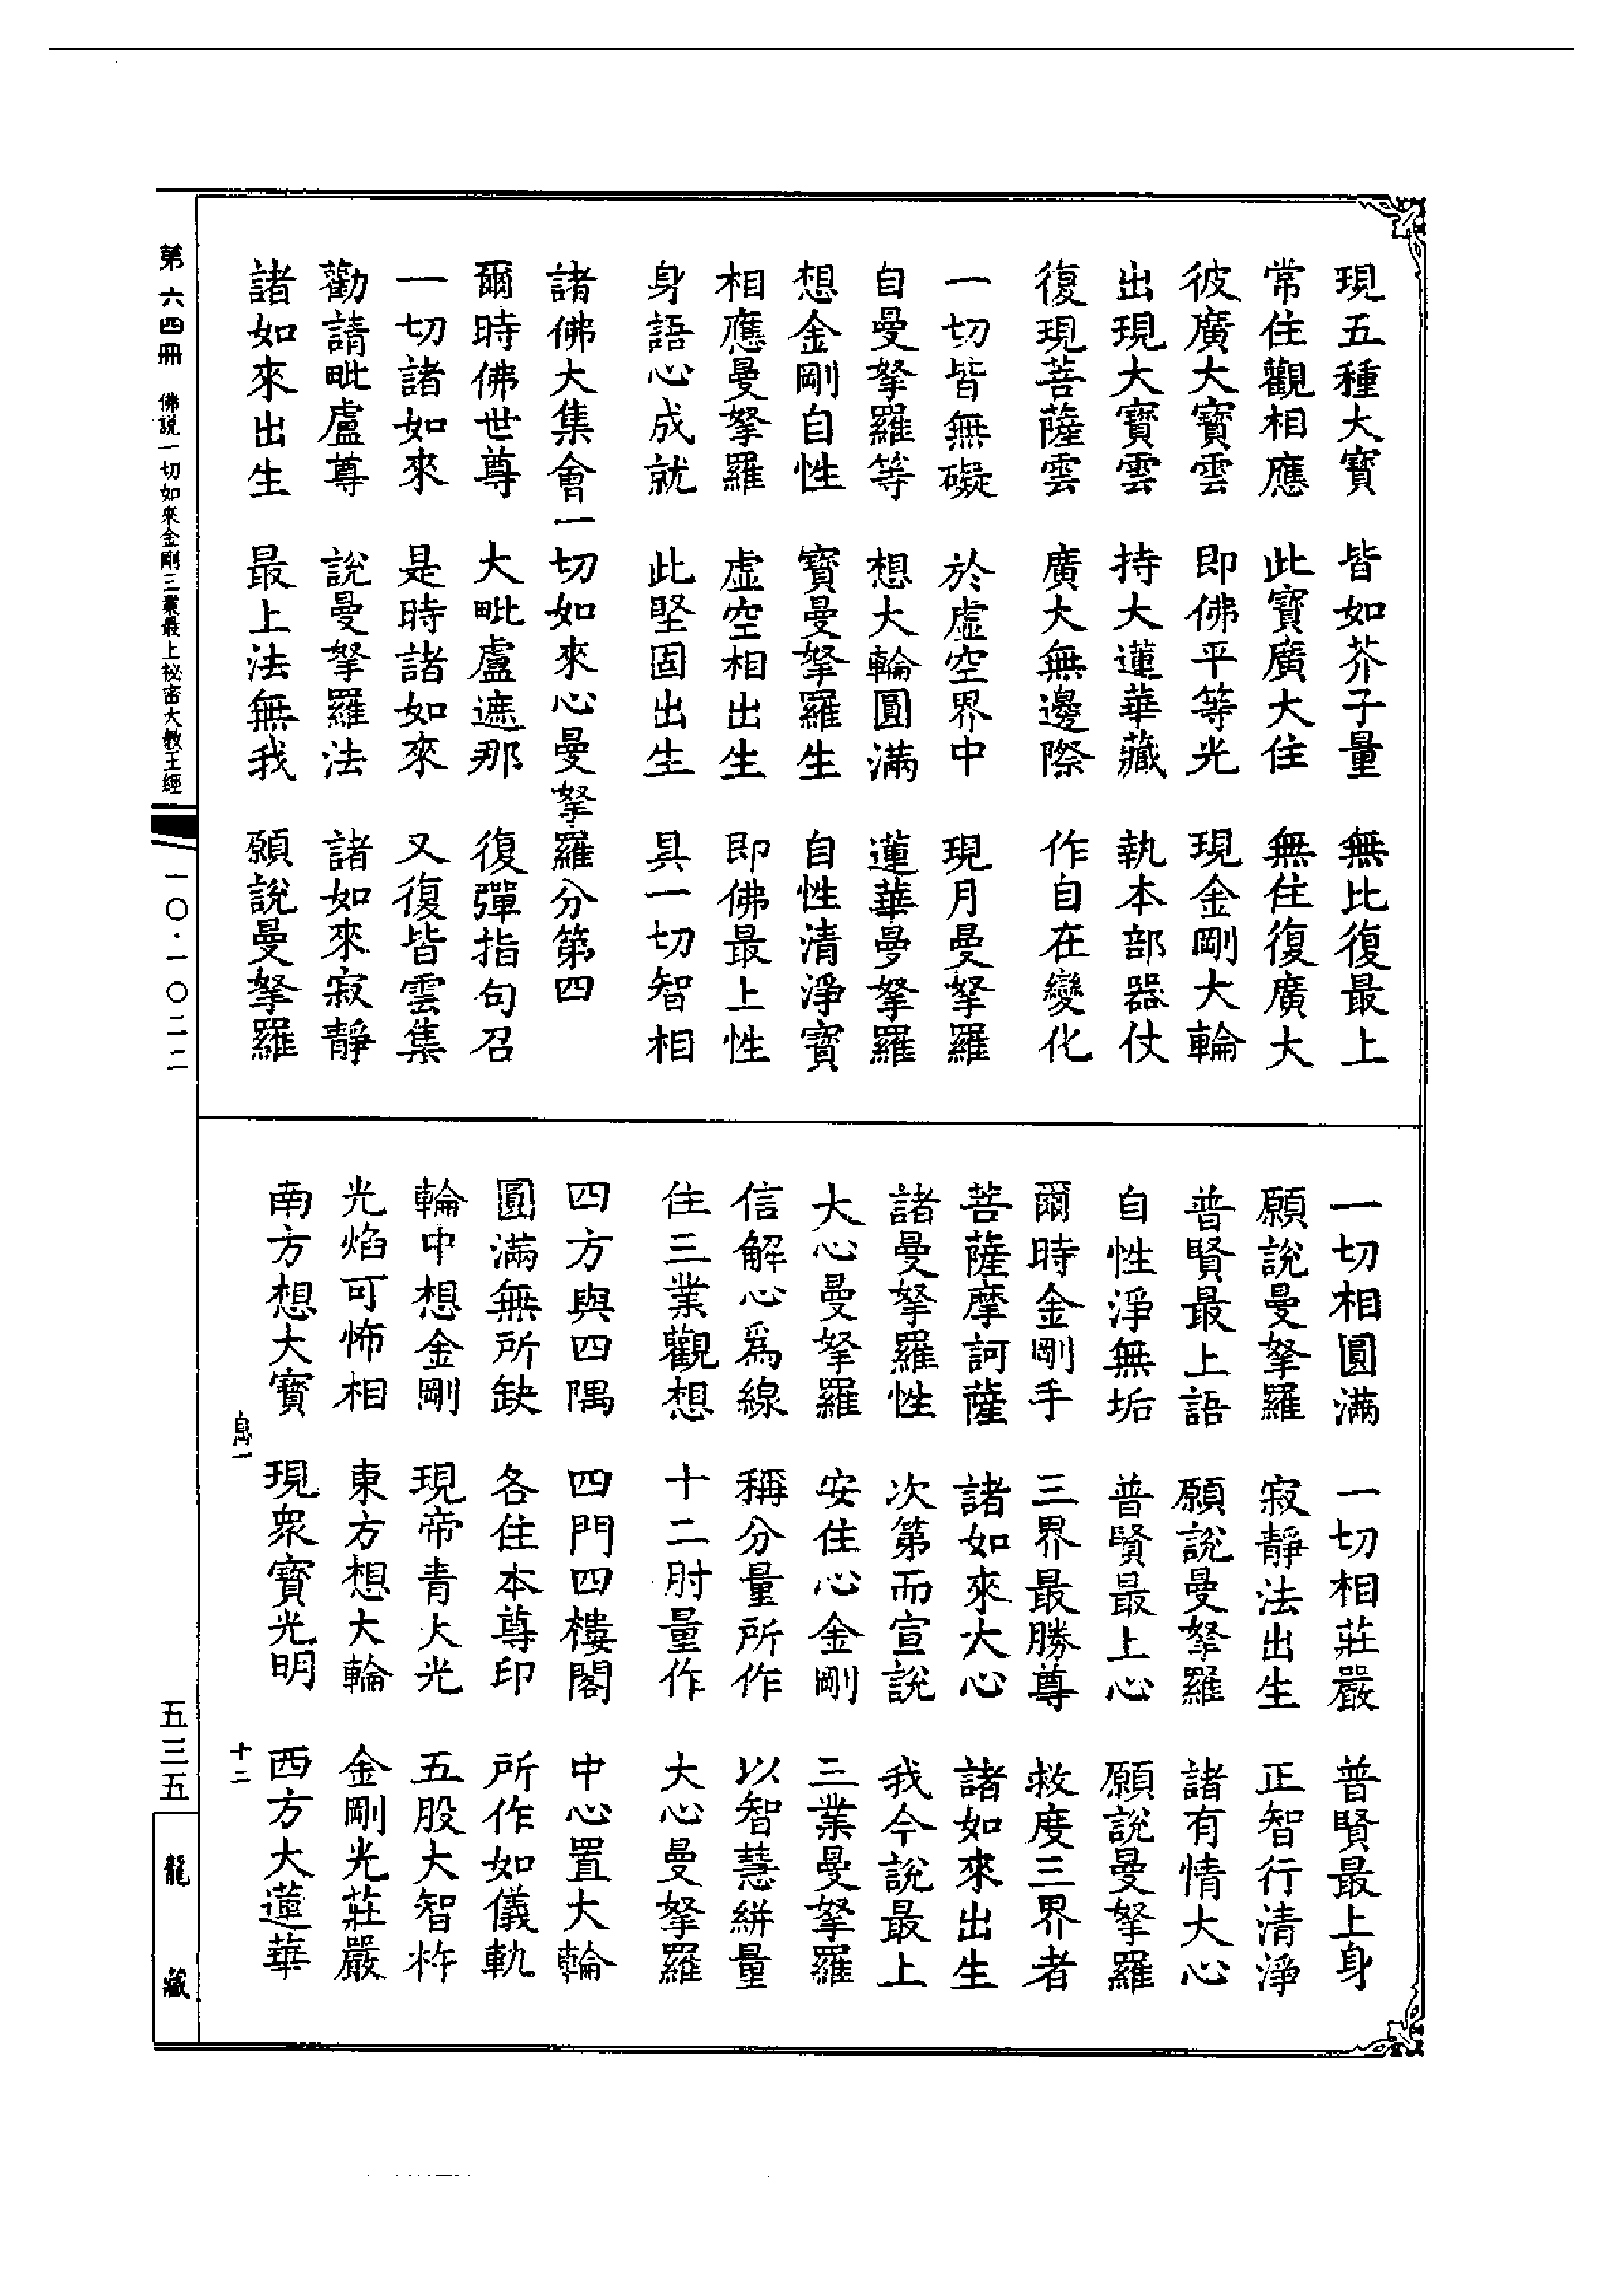 現五種大寶　皆如芥子量　無比復最上
常住觀相應　此寶廣大住　無住復廣大
彼廣大寶雲　即佛平等光　現金剛大輪
出現大寶雲　持大蓮華藏　執本部器仗
復現菩薩雲　廣大無邊際　作自在變化
一切皆無礙　於虛空界中　現月曼拏羅
自曼拏羅等　想大輪圓滿　蓮華曼拏羅
想金剛自性　寶曼拏羅生　自性清淨寶
相應曼拏羅　虛空相出生　即佛最上性
身語心成就　此堅固出生　具一切智相
諸佛大集會一切如來心曼拏羅分第四
爾時佛世尊　大毗盧遮那　復彈指句召
一切諸如來　是時諸如來　又復皆雲集
勸請毗盧尊　說曼拏羅法　諸如來寂靜
諸如來出生　最上法無我　願說曼拏羅
一切相圓滿　一切相莊嚴　普賢最上身
願說曼拏羅　寂靜法出生　正智行清淨
普賢最上語　願說曼拏羅　諸有情大心
自性淨無垢　普賢最上心　願說曼拏羅
爾時金剛手　三界最勝尊　救度三界者
菩薩摩訶薩　諸如來大心　諸如來出生
諸曼拏羅性　次第而宣說　我今說最上
大心曼拏羅　安住心金剛　三業曼拏羅
信解心爲線　稱分量所作　以智慧絣量
住三業觀想　十二肘量作　大心曼拏羅
四方與四隅　四門四樓閣　中心置大輪
圓滿無所缺　各住本尊印　所作如儀軌
輪中想金剛　現帝青大光　五股大智杵
光焰可怖相　東方想大輪　金剛光莊嚴
南方想大寶　現衆寶光明　西方大蓮華
息一　十二
第六四冊　佛說一切如來金剛三業最上祕密大教王經
一〇·一〇二二
五三五
龍藏